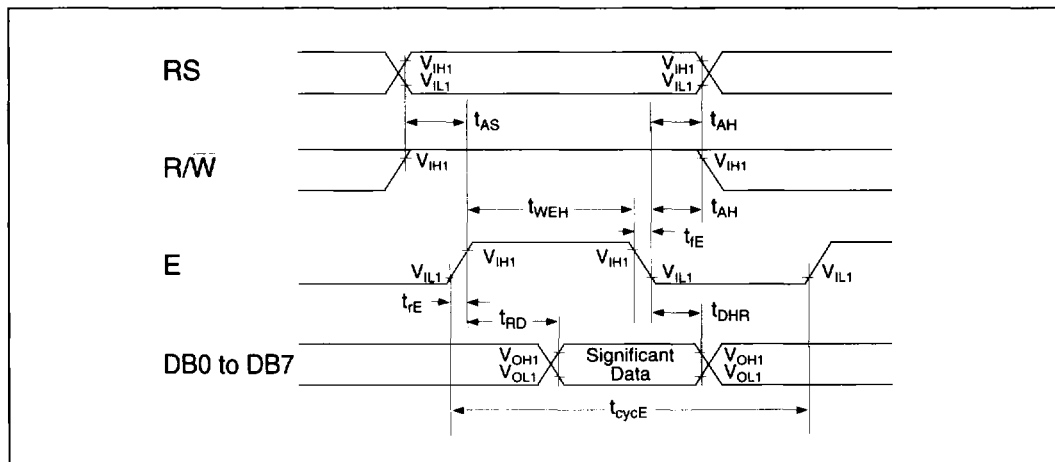 RS
V_IH1
V_IL1
V_IH1
V_IL1
t_AS
t_AH
R/W̅
V_IH1
V_IH1
t_WEH
t_AH
t_fE
E
V_IL1
V_IH1
V_IH1
V_IL1
V_IL1
t_rE
t_RD
t_DHR
DB0 to DB7
V_OH1
V_OL1
Significant
Data
V_OH1
V_OL1
t_cycE